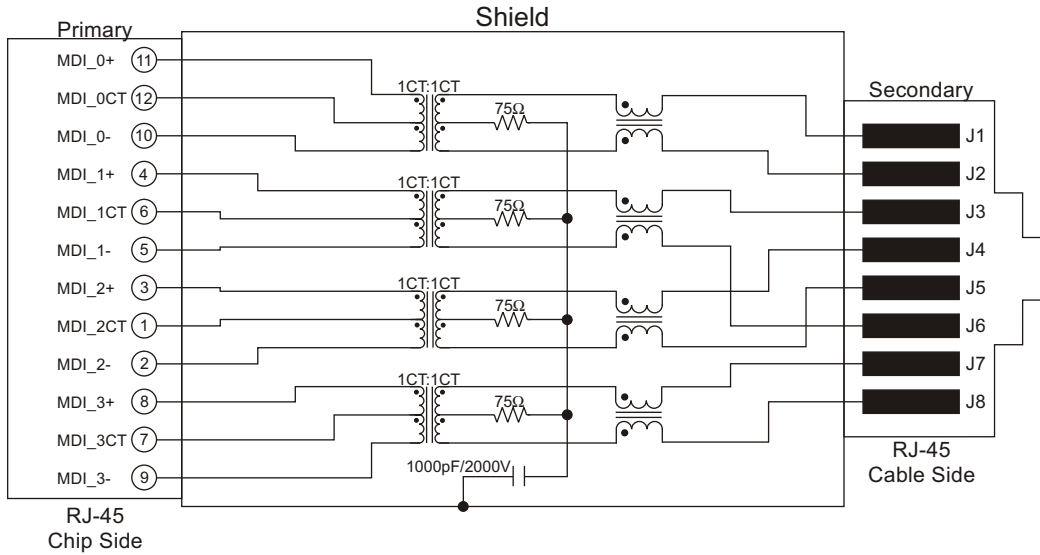 Shield
Primary
MDI_0+ 11
MDI_0CT 12
MDI_0- 10
MDI_1+ 4
MDI_1CT 6
MDI_1- 5
MDI_2+ 3
MDI_2CT 1
MDI_2- 2
MDI_3+ 8
MDI_3CT 7
MDI_3- 9
RJ-45
Chip Side
1CT:1CT
75Ω
1CT:1CT
75Ω
1CT:1CT
75Ω
1CT:1CT
75Ω
1000pF/2000V
Secondary
J1
J2
J3
J4
J5
J6
J7
J8
RJ-45
Cable Side